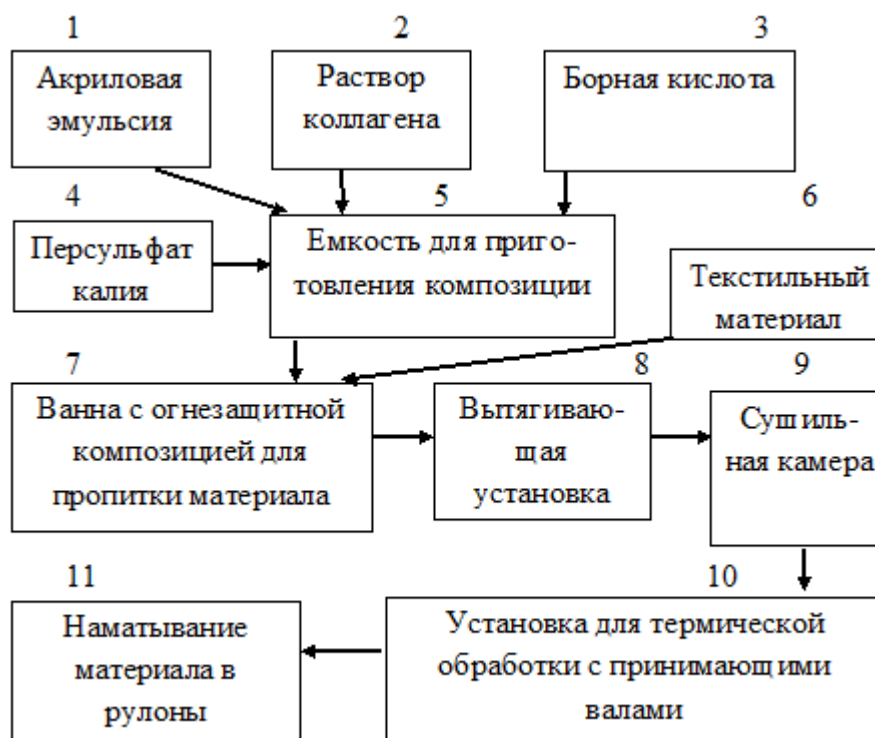 1
Акриловая
эмульсия
2
Раствор
коллагена
3
Борная кислота
4
Персульфат
калия
5
Емкость для приго-
товления композиции
6
Текстильный
материал
7
Ванна с огнезащитной
композицией для
пропитки материала
8
Вытягиваю-
щая
установка
9
Сушиль-
ная камера
10
Установка для термической
обработки с принимающими
валами
11
Наматывание
материала в
рулоны